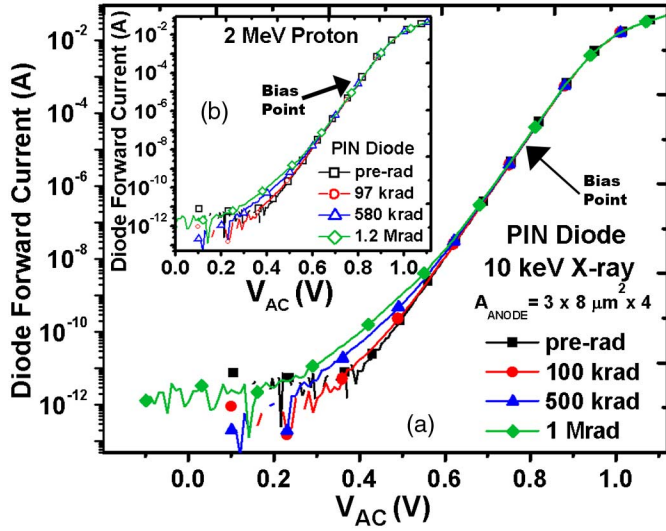 Diode Forward Current (A)
10⁻²
10⁻⁴
10⁻⁶
10⁻⁸
10⁻¹⁰
10⁻¹²
2 MeV Proton
Diode Forward Current (A)
10⁻²
10⁻⁴
10⁻⁶
10⁻⁸
10⁻¹⁰
10⁻¹²
(b)
Bias
Point
PIN Diode
pre-rad
97 krad
580 krad
1.2 Mrad
0.0 0.2 0.4 0.6 0.8 1.0
V_AC (V)
Bias
Point
PIN Diode
10 keV X-ray
A_ANODE = 3 x 8 μm² x 4
pre-rad
100 krad
500 krad
1 Mrad
(a)
0.0 0.2 0.4 0.6 0.8 1.0
V_AC (V)